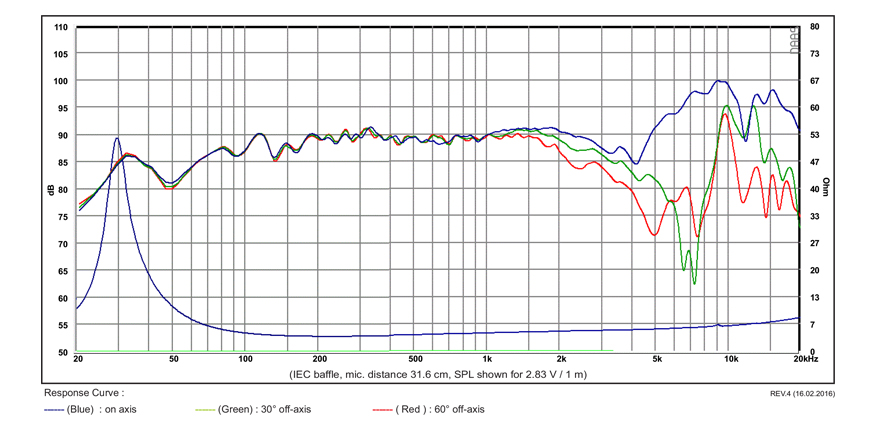 110 80
105 73
100 67
95 60
90 53
85 47
80 40
dB Ohm
75 33
70 27
65 20
60 13
55 7
50 0
20 50 100 200 500 1k 2k 5k 10k 20kHz
(IEC baffle, mic. distance 31.6 cm, SPL shown for 2.83 V / 1 m)
Response Curve :
REV.4 (16.02.2016)
(Blue) : on axis (Green) : 30° off-axis ( Red ) : 60° off-axis